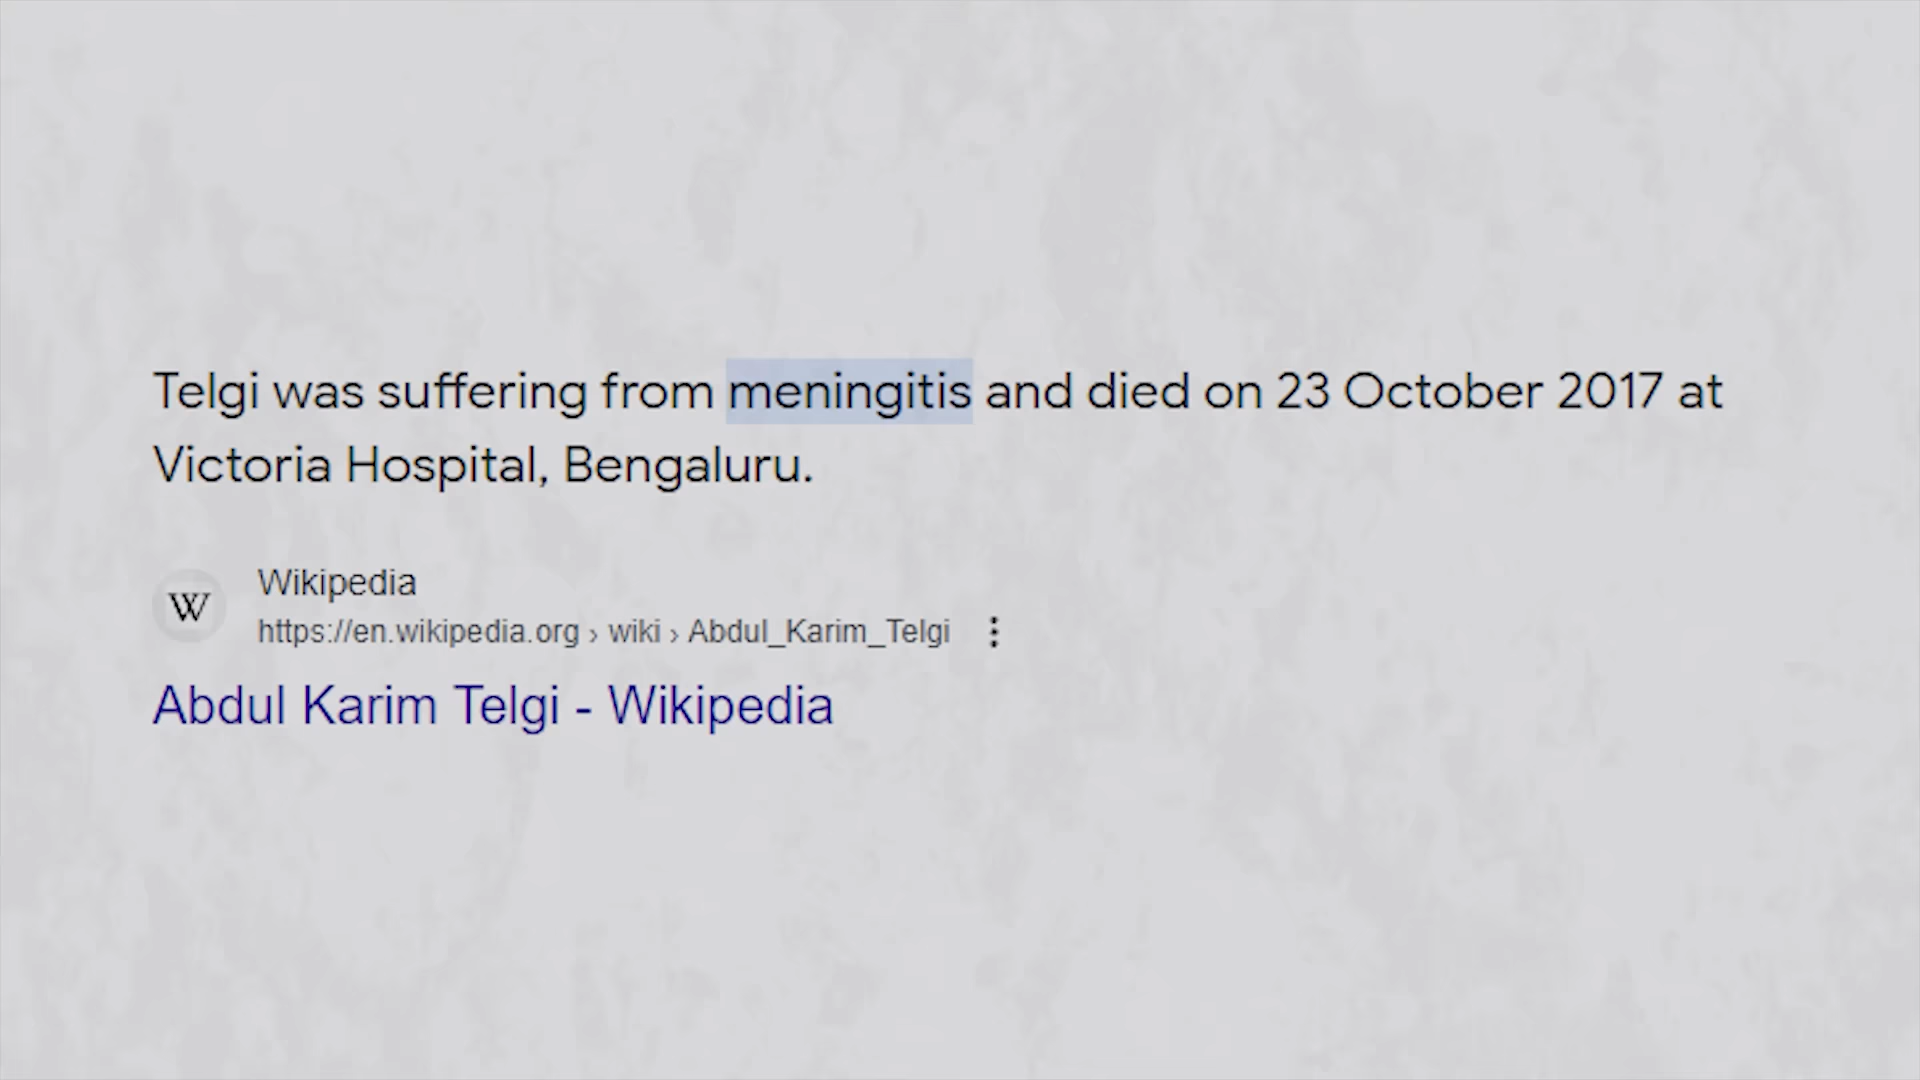 Telgi was suffering from meningitis and died on 23 October 2017 at
Victoria Hospital, Bengaluru.
W
Wikipedia
https://en.wikipedia.org › wiki › Abdul_Karim_Telgi
Abdul Karim Telgi - Wikipedia